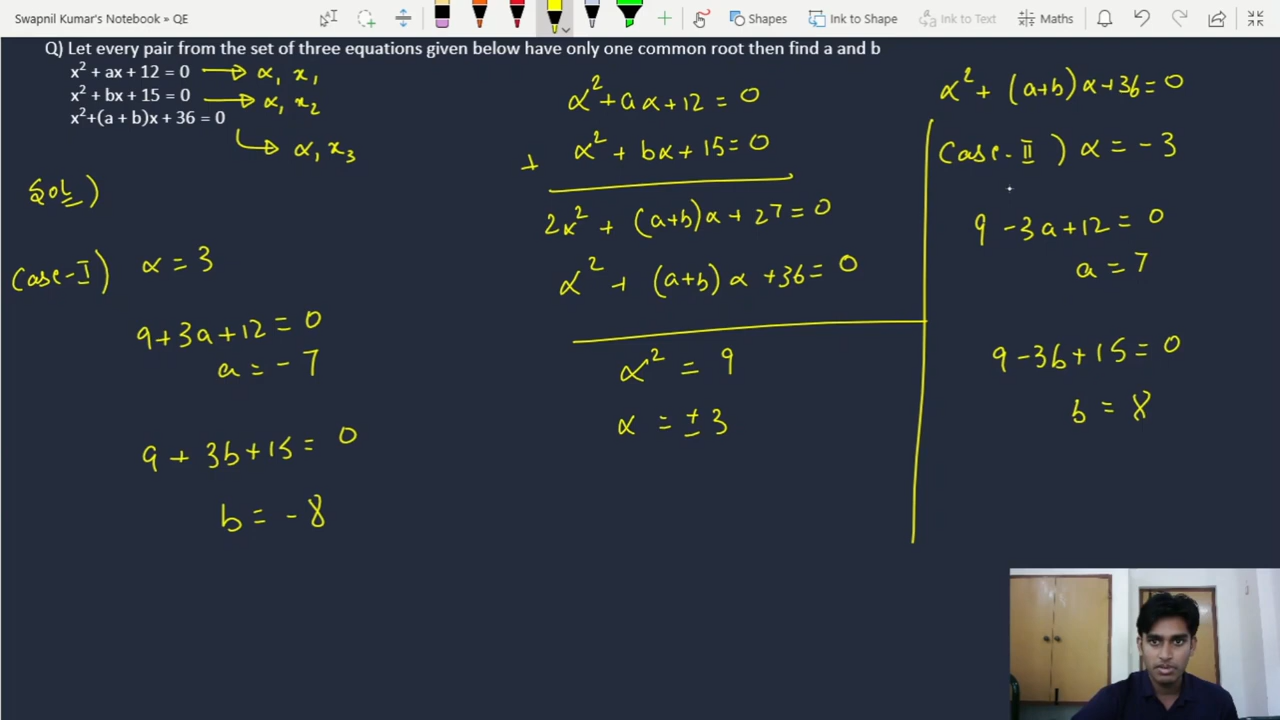 Swapnil Kumar's Notebook » QE
Shapes
Ink to Shape
Ink to Text
Maths
Q) Let every pair from the set of three equations given below have only one common root then find a and b
x² + ax + 12 = 0 → α, x₁
x² + bx + 15 = 0 → α, x₂
x²+(a + b)x + 36 = 0
→ α, x₃
Sol)
Case-I) α = 3
9+3a+12 = 0
a = -7
9 + 3b+15 = 0
b = -8
α²+aα+12 = 0
+ α² + bα+15 = 0
2α² + (a+b)α + 27 = 0
α² + (a+b) α +36 = 0
α² = 9
α = ±3
α² + (a+b)α+36 = 0
Case-II) α = -3
9 -3a+12 = 0
a = 7
9 -3b+15 = 0
b = 8